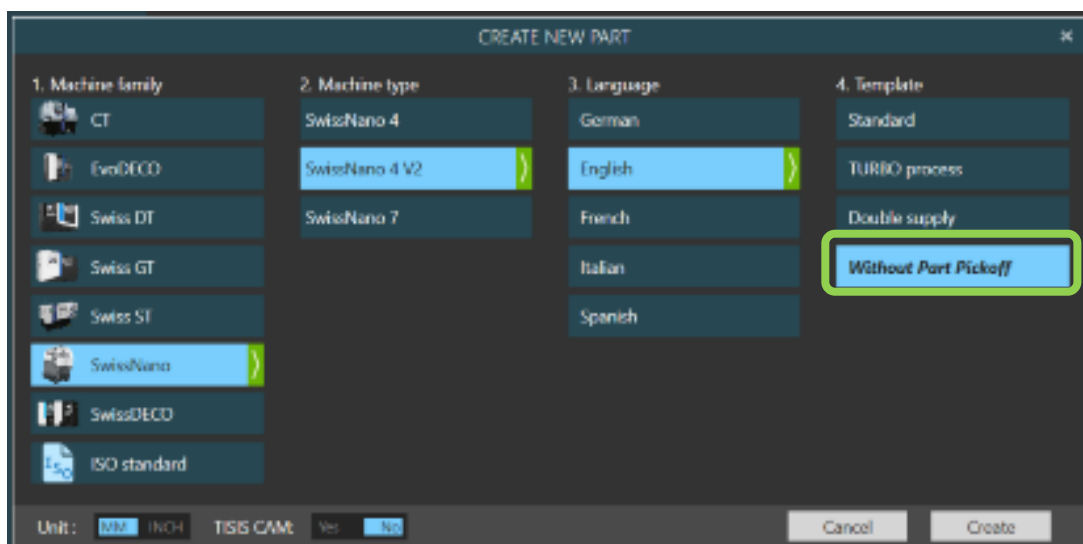 CREATE NEW PART
1. Machine family
CT
EvoDECO
Swiss DT
Swiss GT
Swiss ST
SwissNano
SwissDECO
ISO standard
2. Machine type
SwissNano 4
SwissNano 4 V2
SwissNano 7
3. Language
German
English
French
Italian
Spanish
4. Template
Standard
TURBO process
Double supply
Without Part Pickoff
Unit : MM INCH TISIS CAM: Yes No
Cancel Create